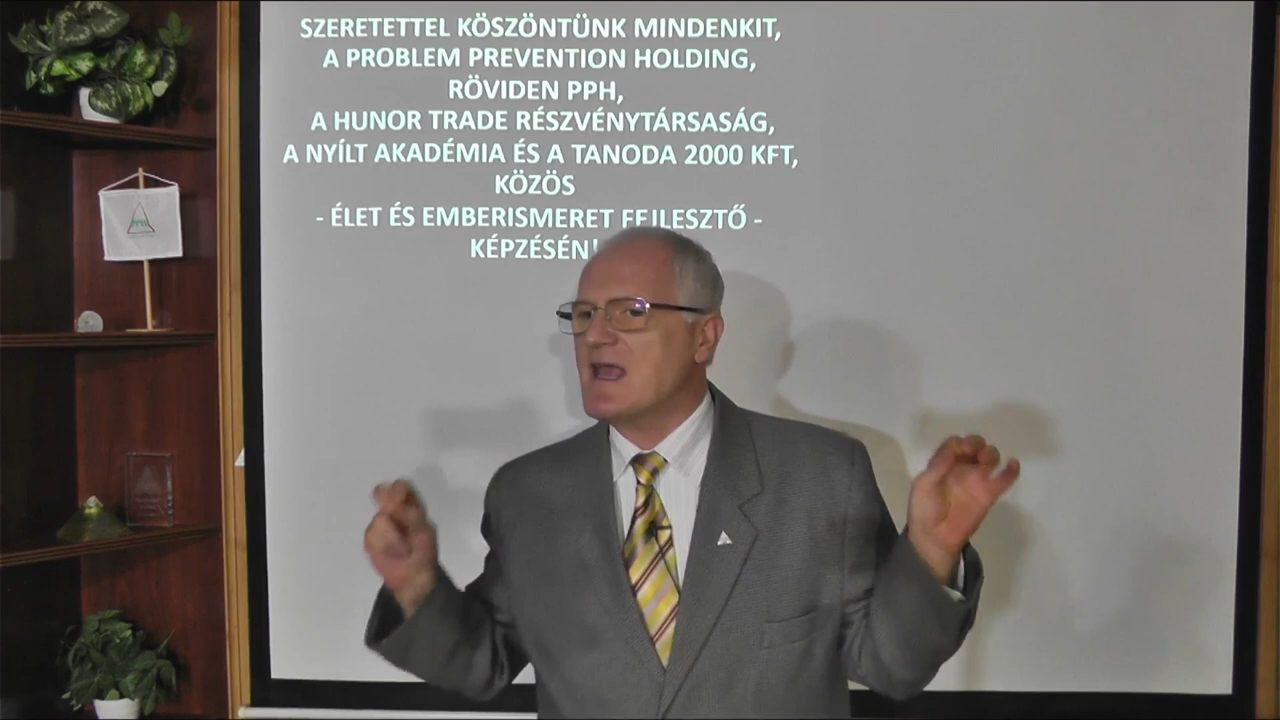 SZERETETTEL KÖSZÖNTÜNK MINDENKIT,
A PROBLEM PREVENTION HOLDING,
RÖVIDEN PPH,
A HUNOR TRADE RÉSZVÉNYTÁRSASÁG,
A NYÍLT AKADÉMIA ÉS A TANODA 2000 KFT,
KÖZÖS
- ÉLET ÉS EMBERISMERET FEJLESZTŐ -
KÉPZÉSÉN!